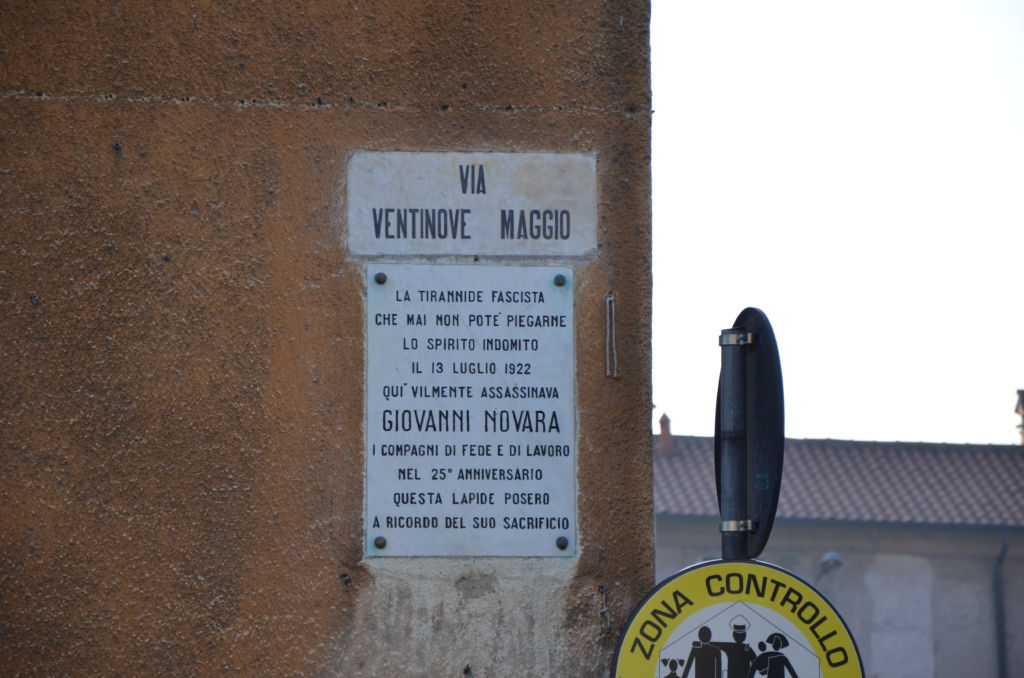 VIA
VENTINOVE MAGGIO
LA TIRANNIDE FASCISTA
CHE MAI NON POTE' PIEGARNE
LO SPIRITO INDOMITO
IL 13 LUGLIO 1922
QUI' VILMENTE ASSASSINAVA
GIOVANNI NOVARA
I COMPAGNI DI FEDE E DI LAVORO
NEL 25° ANNIVERSARIO
QUESTA LAPIDE POSERO
A RICORDO DEL SUO SACRIFICIO
ZONA CONTROLLO